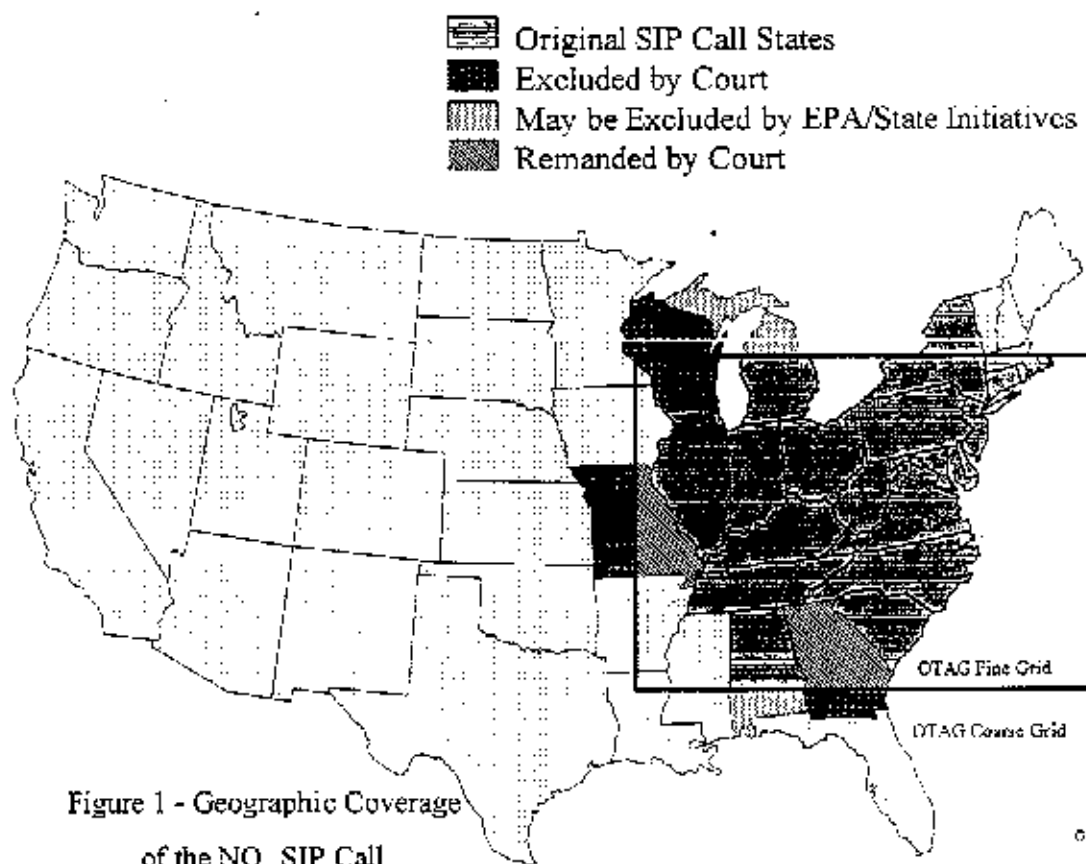 Original SIP Call States
Excluded by Court
May be Excluded by EPA/State Initiatives
Remanded by Court
OTAG Fine Grid
OTAG Coarse Grid
Figure 1 - Geographic Coverage
of the NO SIP Call